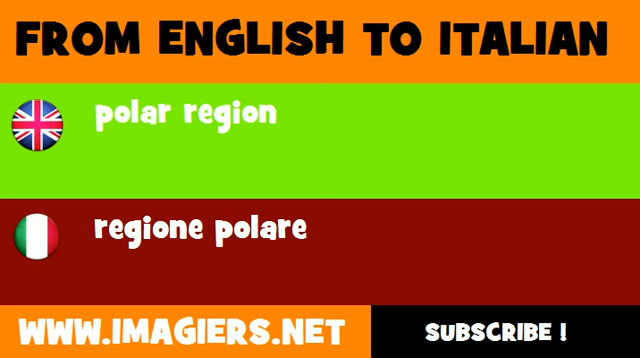 FROM ENGLISH TO ITALIAN
polar region
regione polare
WWW.IMAGIERS.NET
SUBSCRIBE !